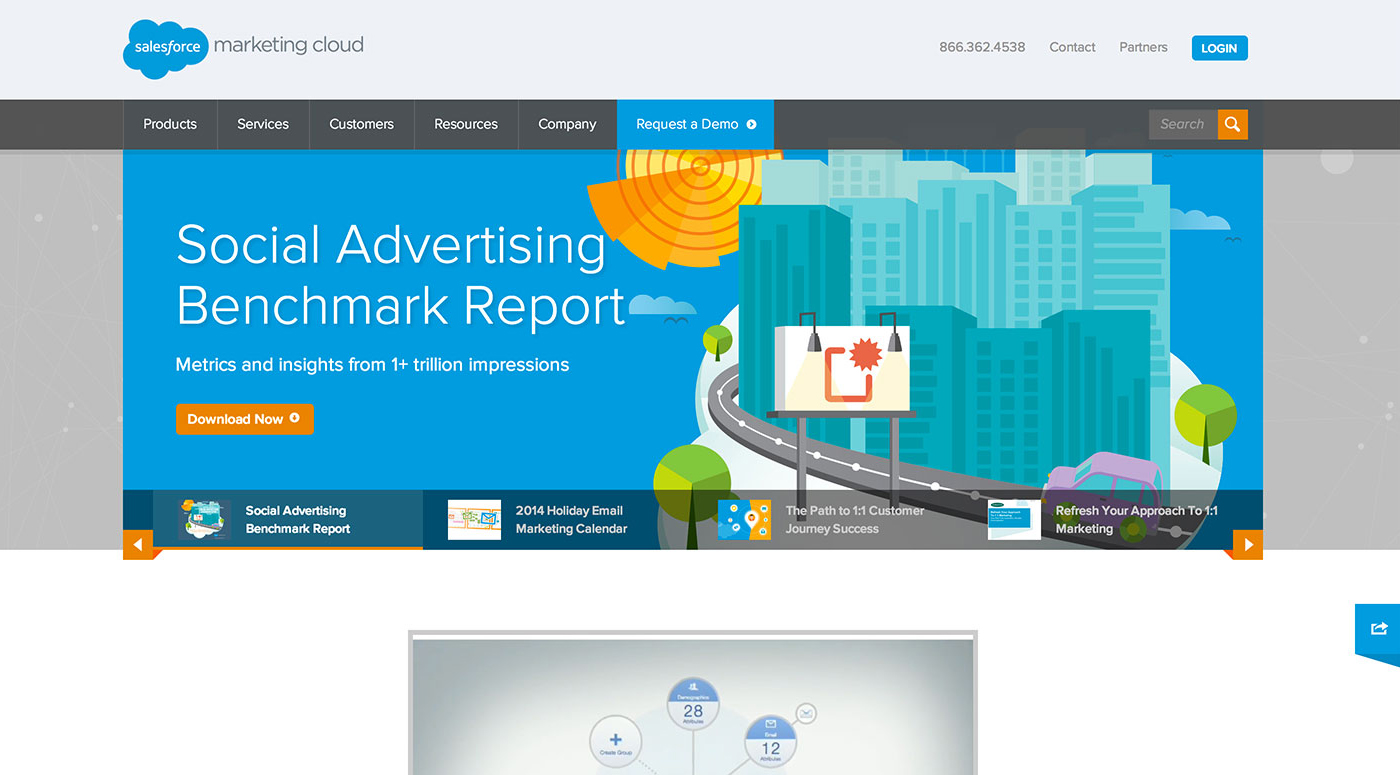 salesforce marketing cloud
866.362.4538 Contact Partners LOGIN
Products Services Customers Resources Company Request a Demo Search
Social Advertising
Benchmark Report
Metrics and insights from 1+ trillion impressions
Download Now
Social Advertising
Benchmark Report
2014 Holiday Email
Marketing Calendar
The Path to 1:1 Customer
Journey Success
Refresh Your Approach To 1:1
Marketing
Demographics
28
Attributes
Create Group
Email
12
Attributes